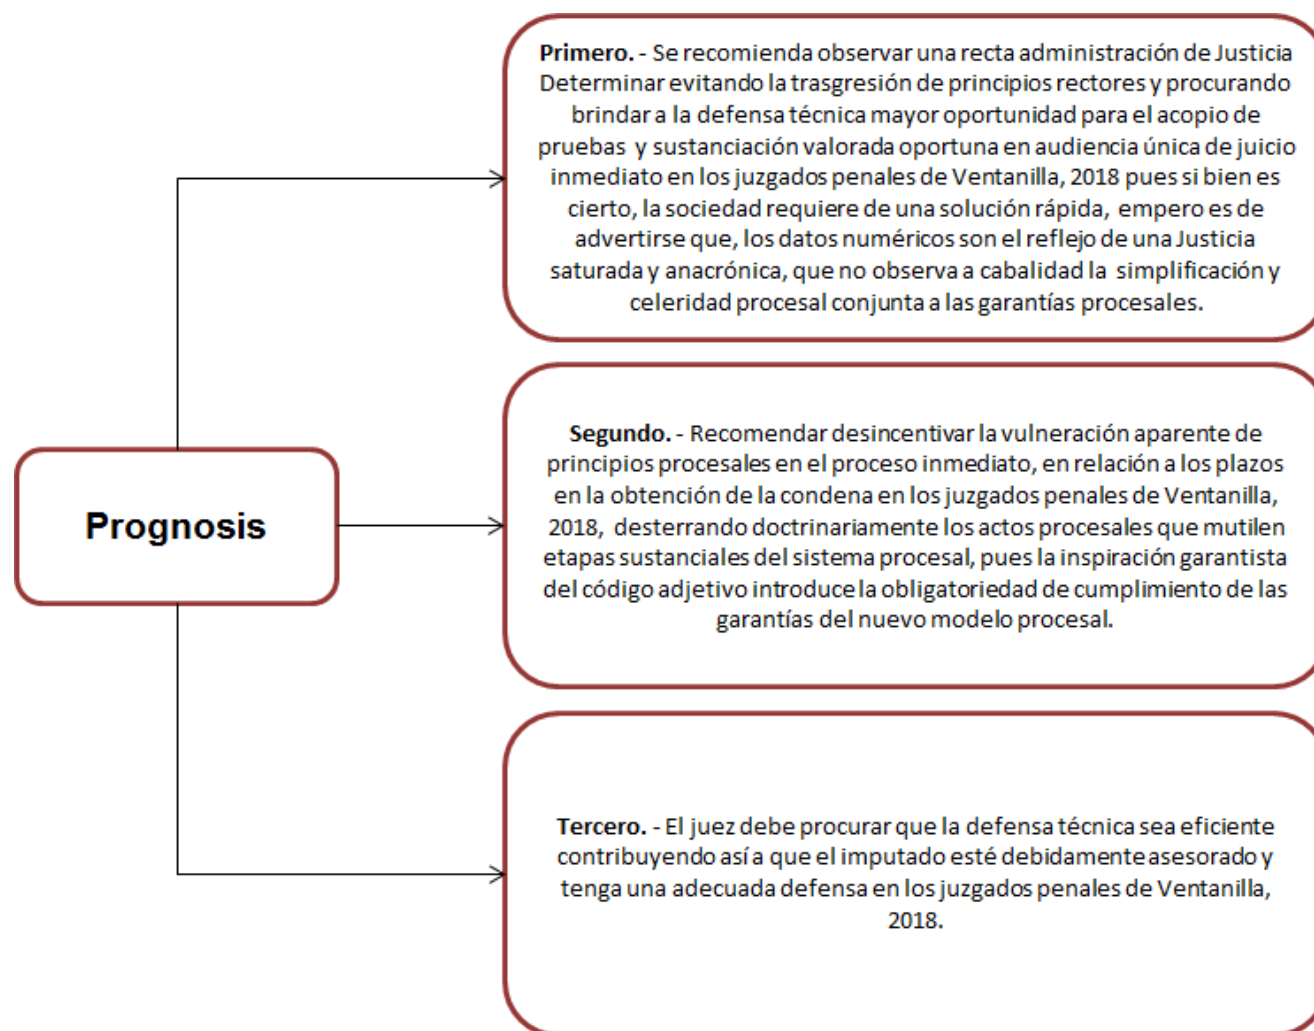 Primero. - Se recomienda observar una recta administración de Justicia
Determinar evitando la trasgresión de principios rectores y procurando
brindar a la defensa técnica mayor oportunidad para el acopio de
pruebas y sustanciación valorada oportuna en audiencia única de juicio
inmediato en los juzgados penales de Ventanilla, 2018 pues si bien es
cierto, la sociedad requiere de una solución rápida, empero es de
advertirse que, los datos numéricos son el reflejo de una Justicia
saturada y anacrónica, que no observa a cabalidad la simplificación y
celeridad procesal conjunta a las garantías procesales.
Prognosis
Segundo. - Recomendar desincentivar la vulneración aparente de
principios procesales en el proceso inmediato, en relación a los plazos
en la obtención de la condena en los juzgados penales de Ventanilla,
2018, desterrando doctrinariamente los actos procesales que mutilen
etapas sustanciales del sistema procesal, pues la inspiración garantista
del código adjetivo introduce la obligatoriedad de cumplimiento de las
garantías del nuevo modelo procesal.
Tercero. - El juez debe procurar que la defensa técnica sea eficiente
contribuyendo así a que el imputado esté debidamente asesorado y
tenga una adecuada defensa en los juzgados penales de Ventanilla,
2018.